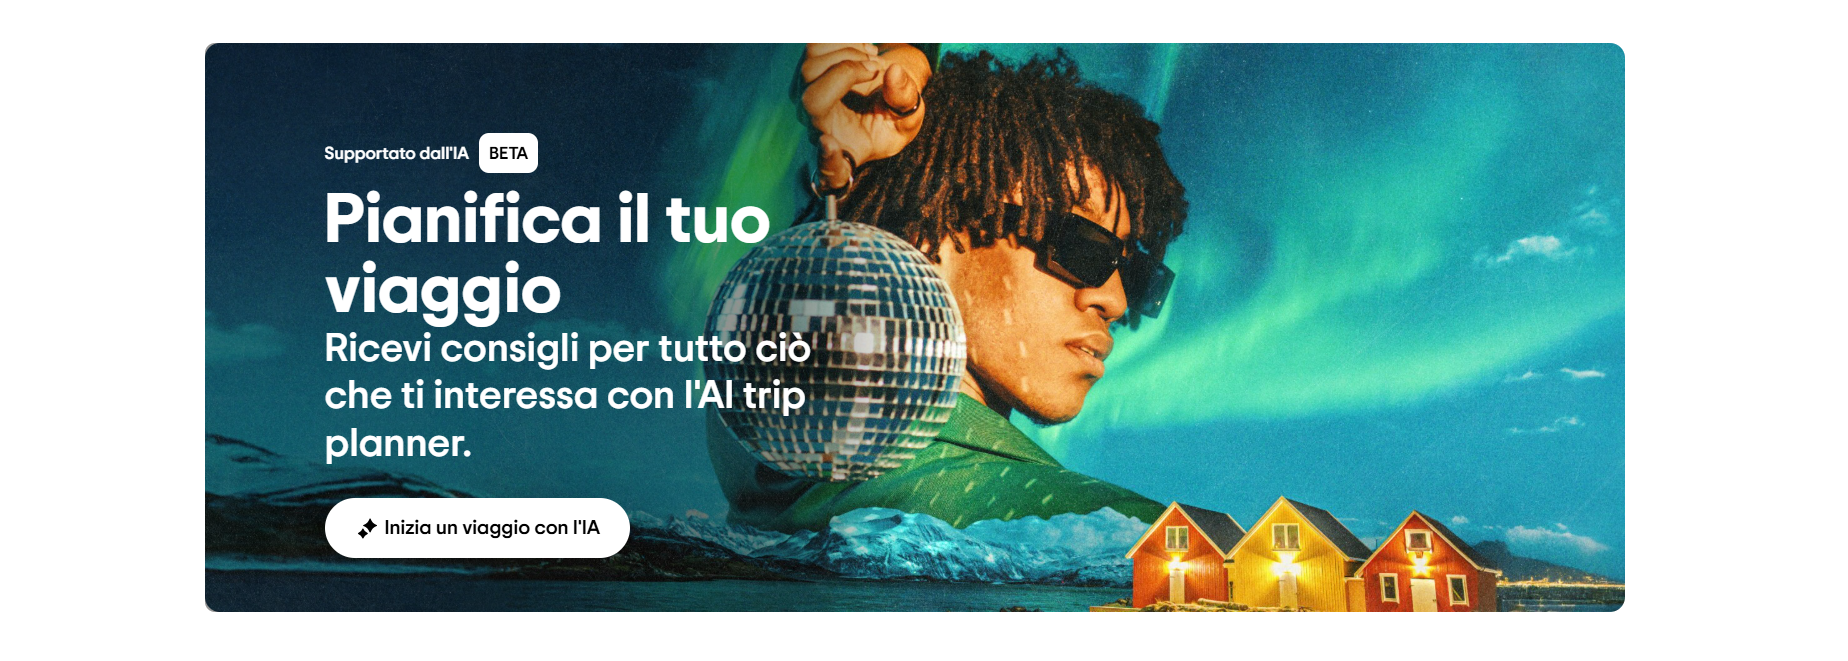 Supportato dall'IA BETA
Pianifica il tuo
viaggio
Ricevi consigli per tutto ciò
che ti interessa con l'AI trip
planner.
Inizia un viaggio con l'IA